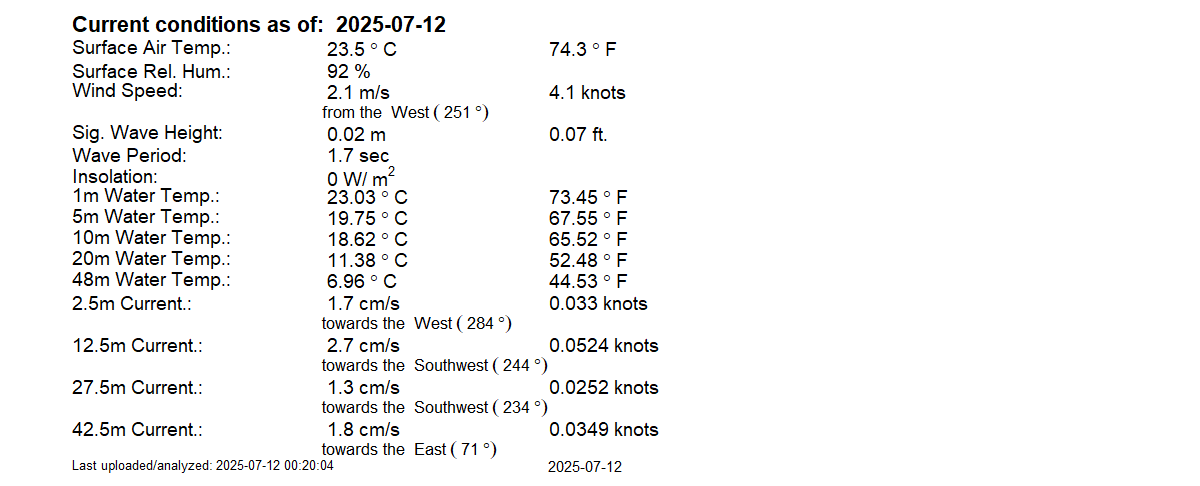 Current conditions as of: 2025-07-12
Surface Air Temp.: 23.5 ° C 74.3 ° F
Surface Rel. Hum.: 92 %
Wind Speed: 2.1 m/s 4.1 knots
from the West ( 251 °)
Sig. Wave Height: 0.02 m 0.07 ft.
Wave Period: 1.7 sec
Insolation: 0 W/ m²
1m Water Temp.: 23.03 ° C 73.45 ° F
5m Water Temp.: 19.75 ° C 67.55 ° F
10m Water Temp.: 18.62 ° C 65.52 ° F
20m Water Temp.: 11.38 ° C 52.48 ° F
48m Water Temp.: 6.96 ° C 44.53 ° F
2.5m Current.: 1.7 cm/s 0.033 knots
towards the West ( 284 °)
12.5m Current.: 2.7 cm/s 0.0524 knots
towards the Southwest ( 244 °)
27.5m Current.: 1.3 cm/s 0.0252 knots
towards the Southwest ( 234 °)
42.5m Current.: 1.8 cm/s 0.0349 knots
towards the East ( 71 °)
Last uploaded/analyzed: 2025-07-12 00:20:04 2025-07-12